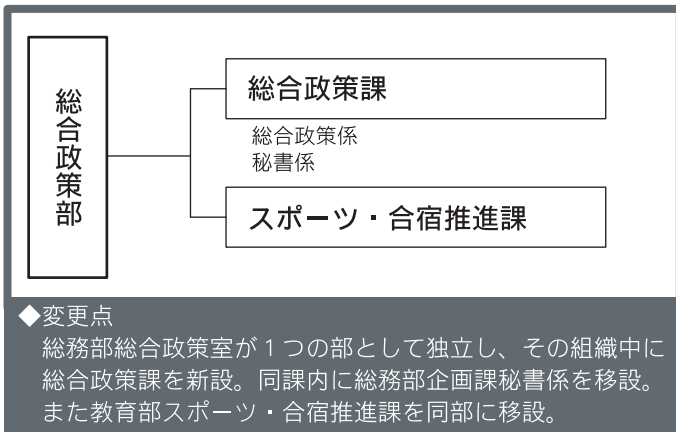 総合政策部
総合政策課
総合政策係
秘書係
スポーツ・合宿推進課
◆変更点
総務部総合政策室が１つの部として独立し、その組織中に
総合政策課を新設。同課内に総務部企画課秘書係を移設。
また教育部スポーツ・合宿推進課を同部に移設。